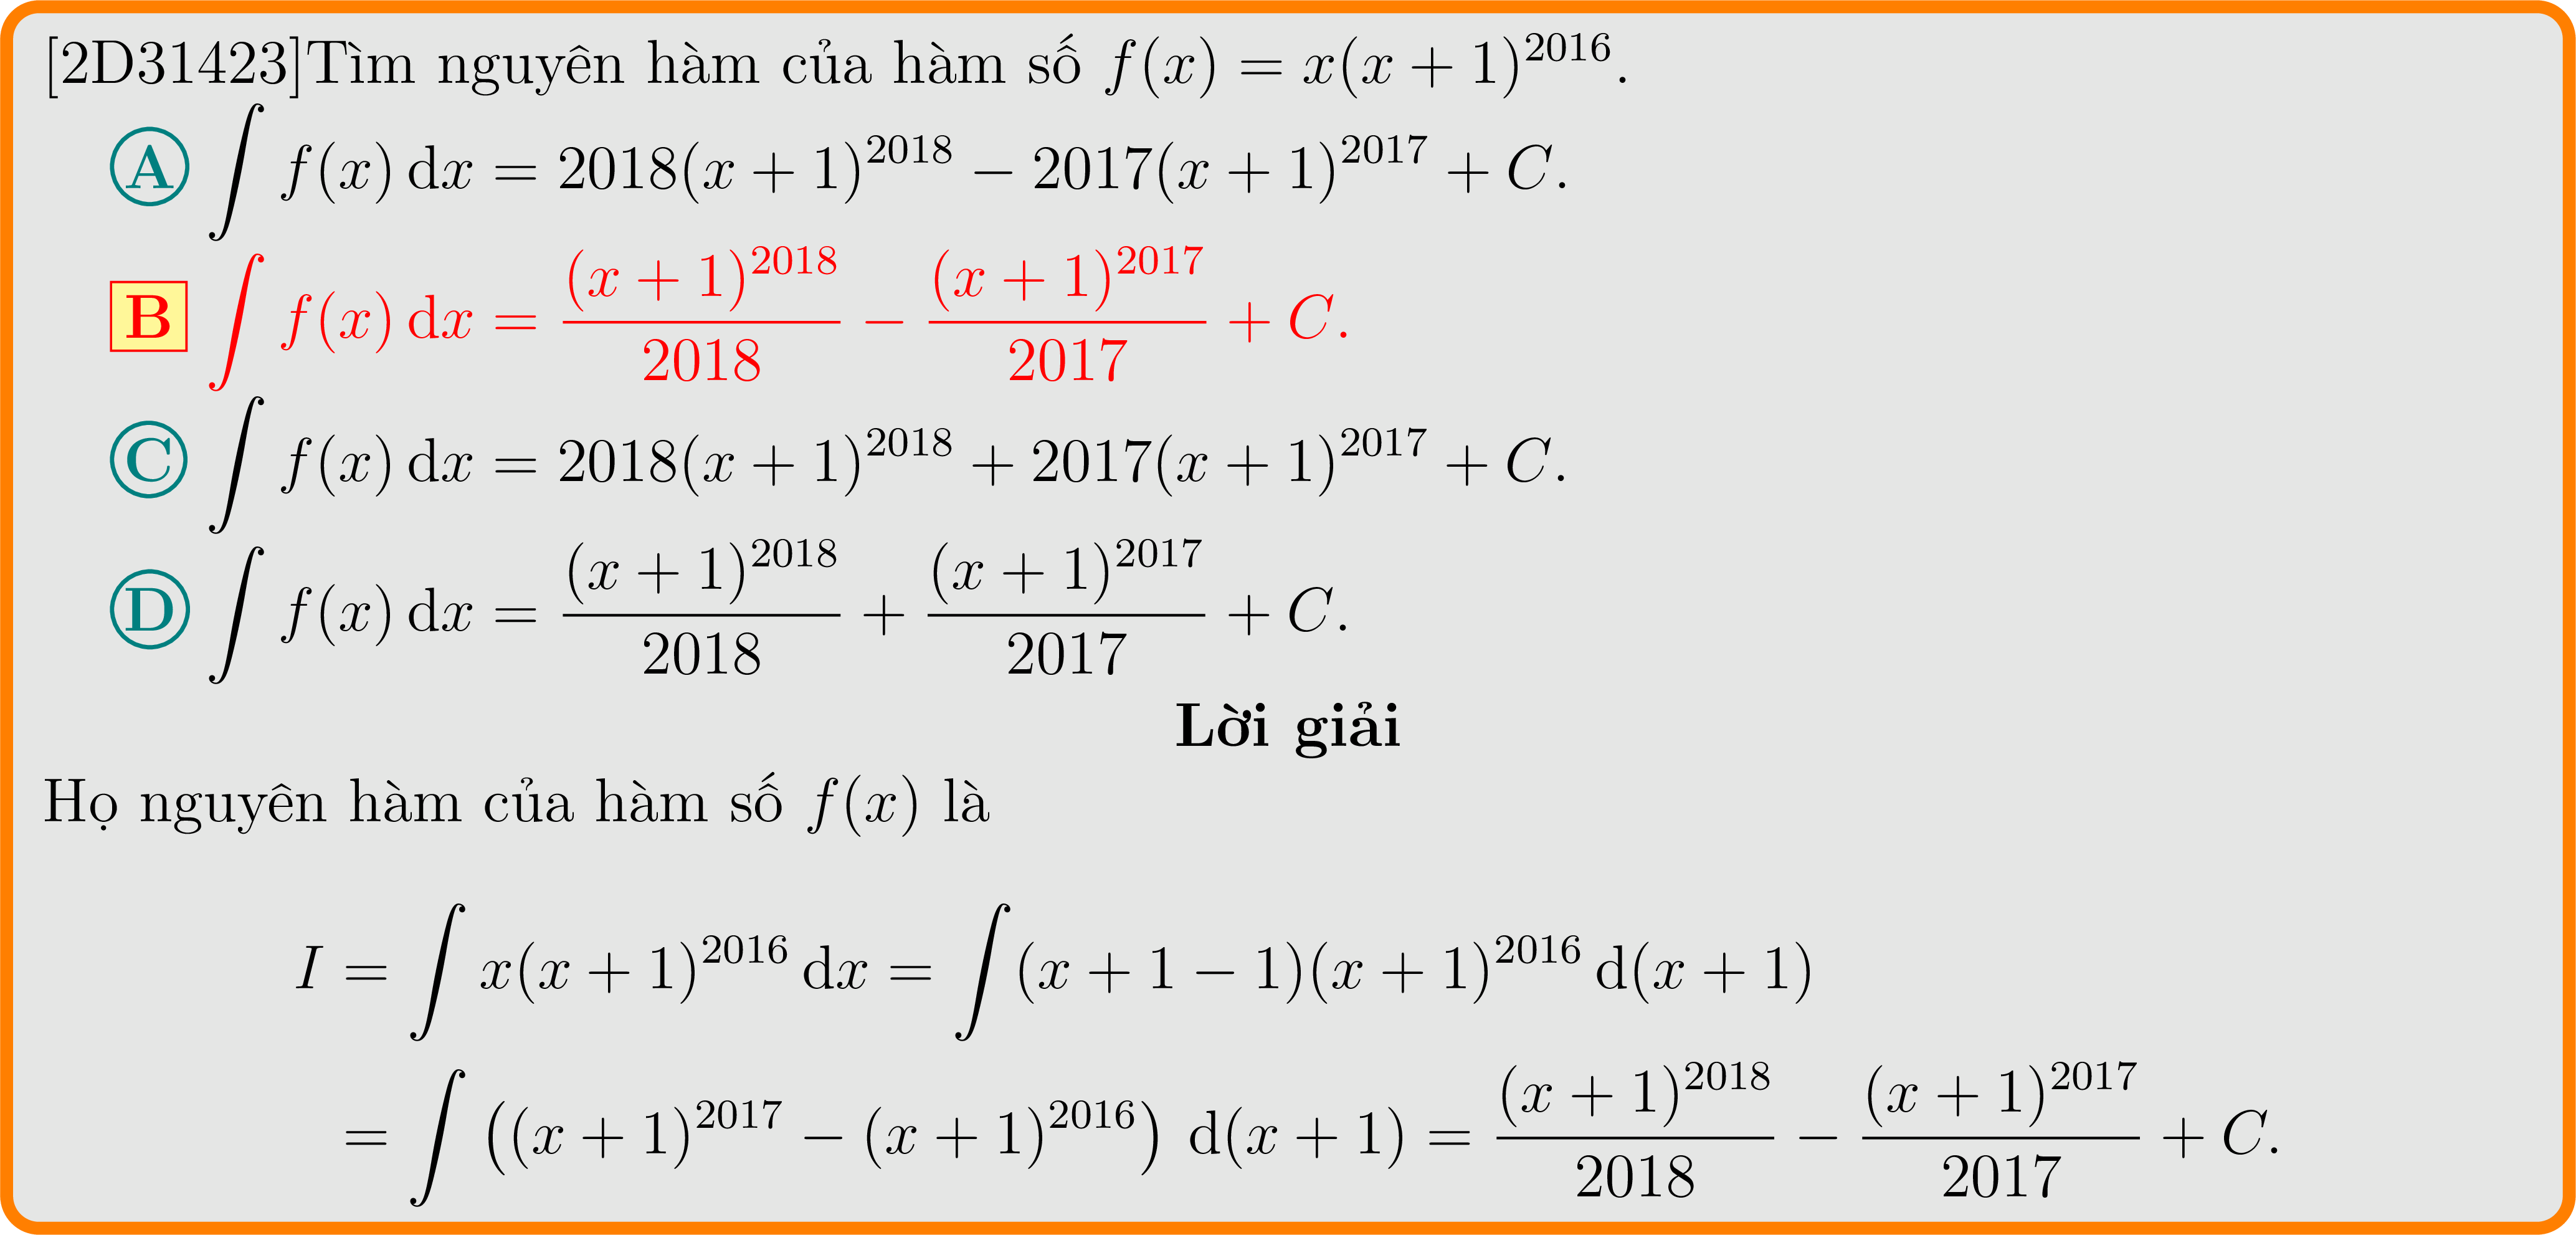 [2D31423]Tìm nguyên hàm của hàm số $f(x) = x(x+1)^{2016}$.
A $\int f(x)\,\mathrm{d}x = 2018(x+1)^{2018} - 2017(x+1)^{2017} + C.$
B $\int f(x)\,\mathrm{d}x = \frac{(x+1)^{2018}}{2018} - \frac{(x+1)^{2017}}{2017} + C.$
C $\int f(x)\,\mathrm{d}x = 2018(x+1)^{2018} + 2017(x+1)^{2017} + C.$
D $\int f(x)\,\mathrm{d}x = \frac{(x+1)^{2018}}{2018} + \frac{(x+1)^{2017}}{2017} + C.$
Lời giải
Họ nguyên hàm của hàm số $f(x)$ là
$I = \int x(x+1)^{2016}\,\mathrm{d}x = \int (x+1-1)(x+1)^{2016}\,\mathrm{d}(x+1)$
$= \int \left((x+1)^{2017} - (x+1)^{2016}\right)\,\mathrm{d}(x+1) = \frac{(x+1)^{2018}}{2018} - \frac{(x+1)^{2017}}{2017} + C.$